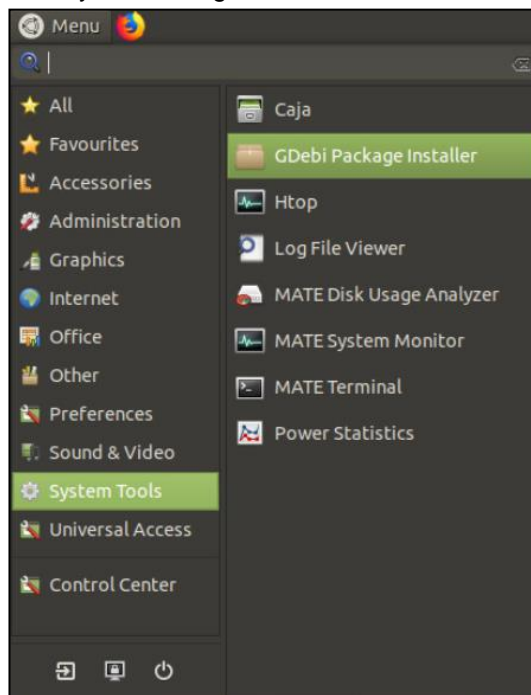 Menu
All
Favourites
Accessories
Administration
Graphics
Internet
Office
Other
Preferences
Sound & Video
System Tools
Universal Access
Control Center
Caja
GDebi Package Installer
Htop
Log File Viewer
MATE Disk Usage Analyzer
MATE System Monitor
MATE Terminal
Power Statistics